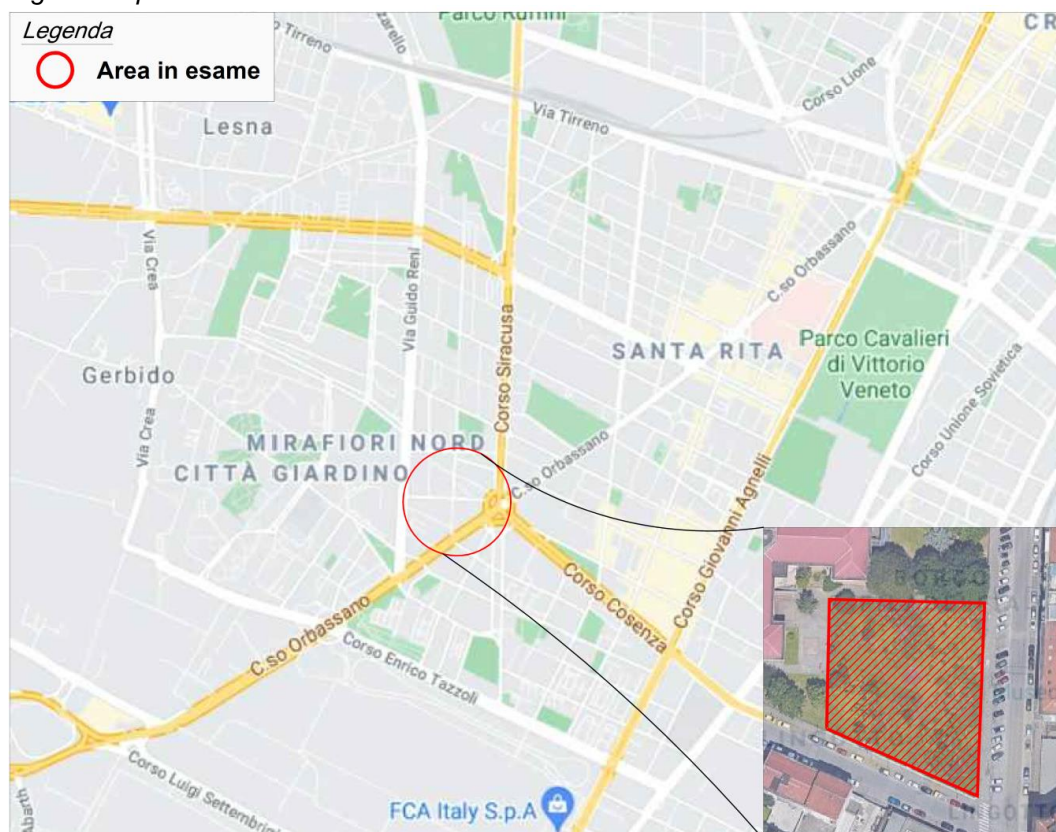 Legenda
Area in esame
Parco Ruffini
Via Tirreno
Corso Lione
Lesna
Via Crea
Via Guido Reni
Corso Siracusa
C.so Orbassano
SANTA RITA
Parco Cavalieri
di Vittorio
Veneto
Corso Unione Sovietica
Gerbido
Via Crea
MIRAFIORI NORD
CITTÀ GIARDINO
C.so Orbassano
Corso Giovanni Agnelli
Corso Cosenza
C.so Orbassano
Corso Enrico Tazzoli
Corso Luigi Settembrini
FCA Italy S.p.A
BORGO
LINGOTTO